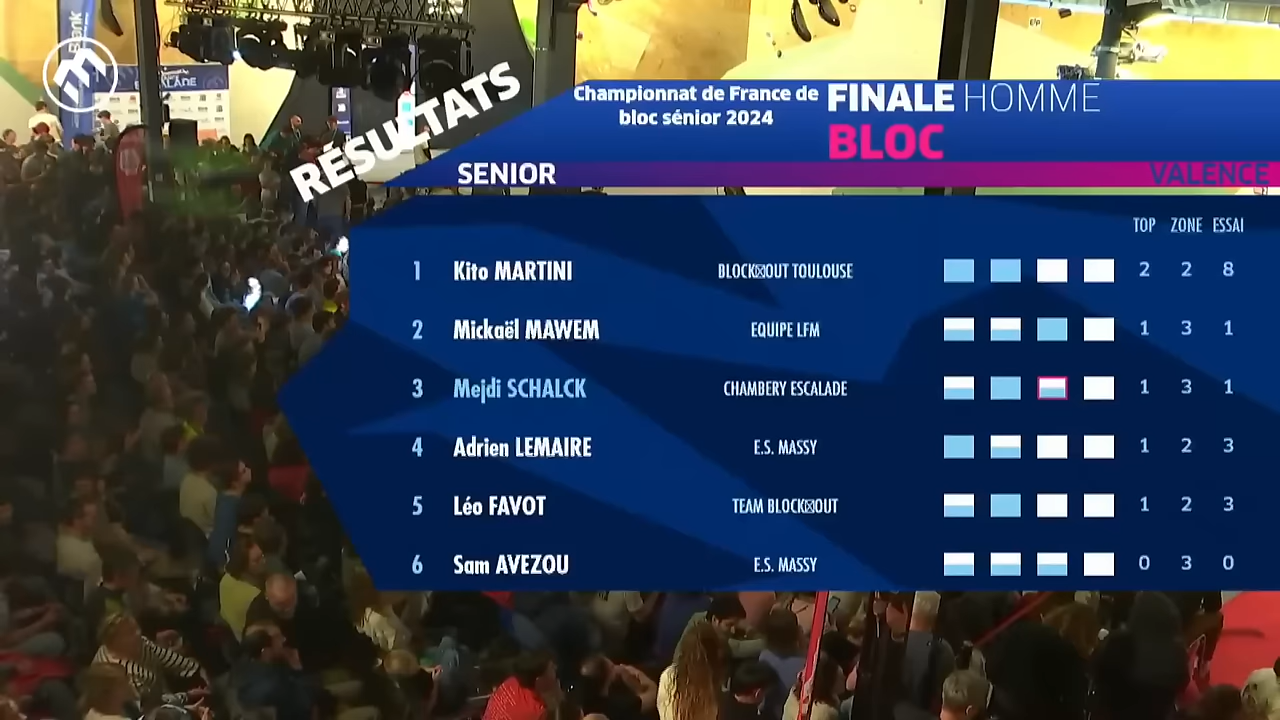 RÉSULTATS
Championnat de France de
bloc sénior 2024
FINALE HOMME
BLOC
SENIOR
VALENCE
TOP ZONE ESSAI
1 Kito MARTINI BLOCK☒OUT TOULOUSE 2 2 8
2 Mickaël MAWEM EQUIPE LFM 1 3 1
3 Mejdi SCHALCK CHAMBERY ESCALADE 1 3 1
4 Adrien LEMAIRE E.S. MASSY 1 2 3
5 Léo FAVOT TEAM BLOCK☒OUT 1 2 3
6 Sam AVEZOU E.S. MASSY 0 3 0